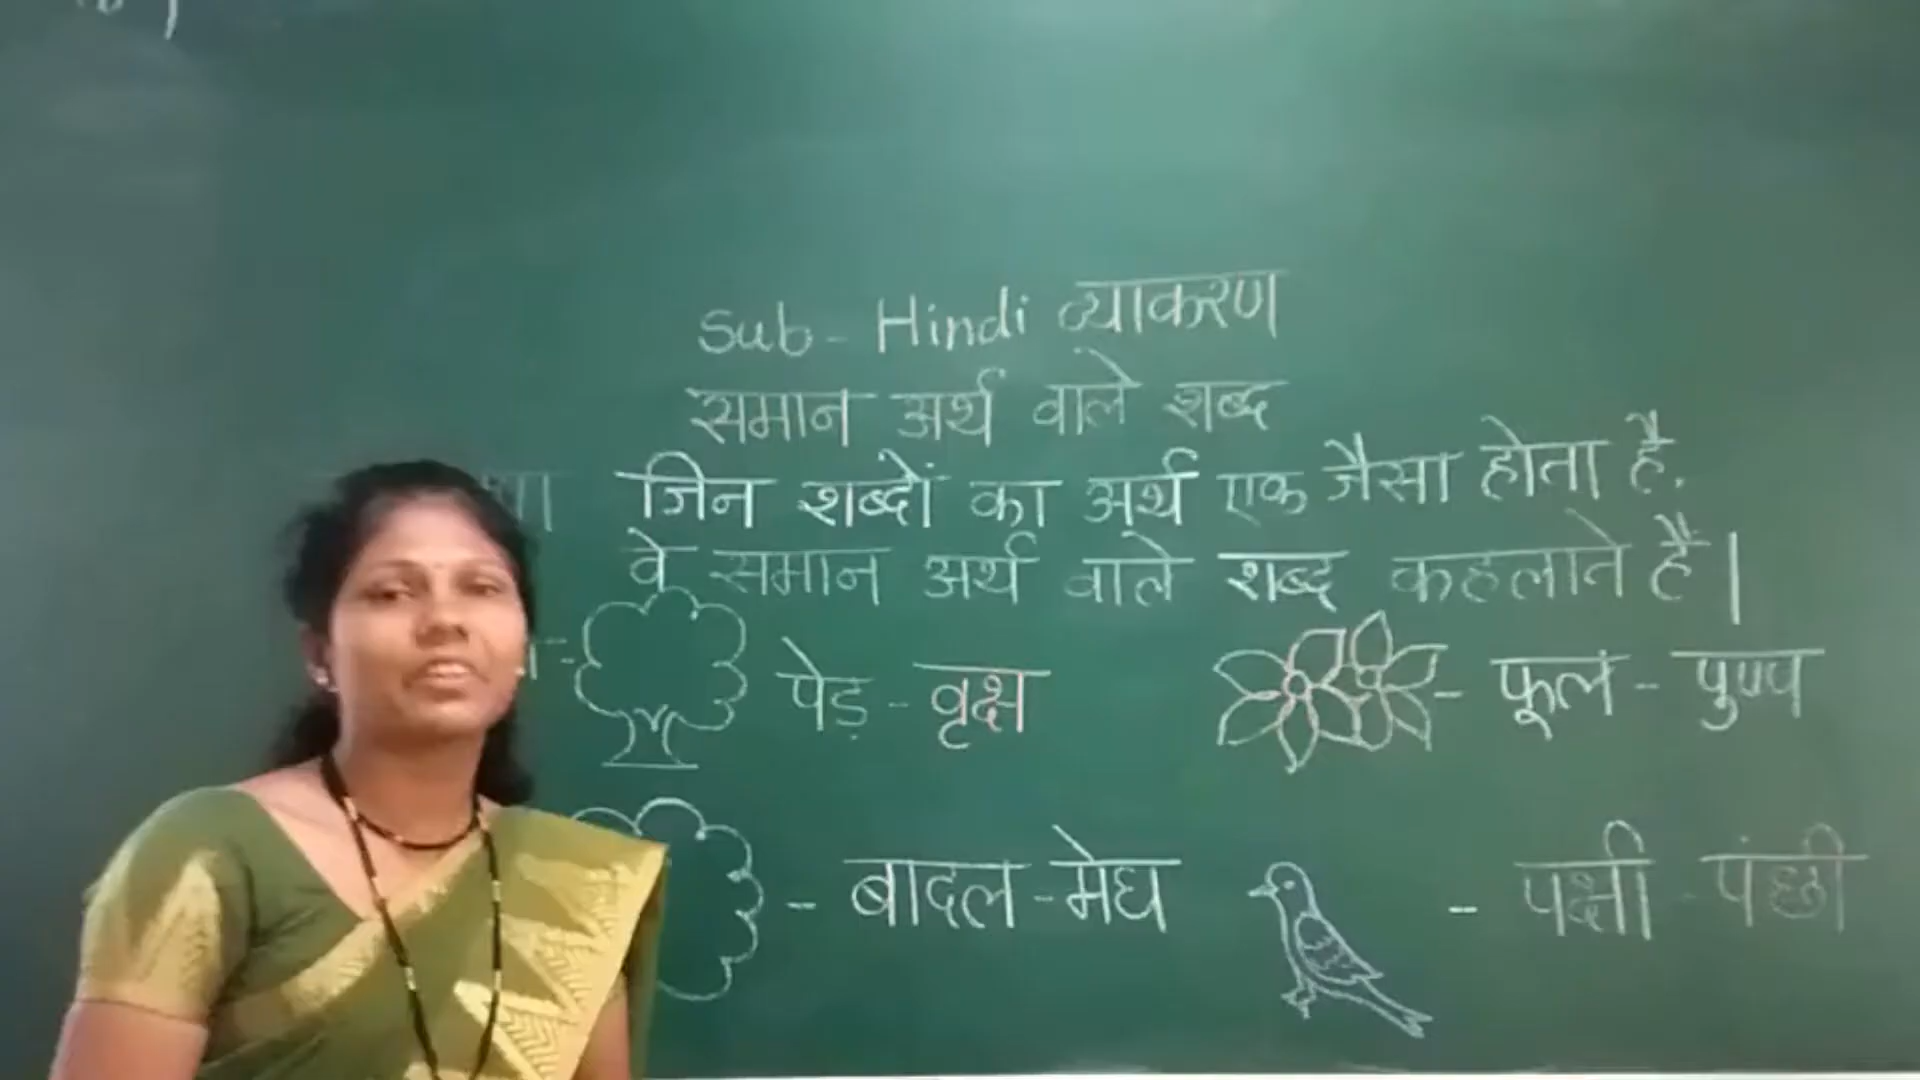 Sub - Hindi व्याकरण
समान अर्थ वाले शब्द
जिन शब्दों का अर्थ एक जैसा होता है,
वे समान अर्थ वाले शब्द कहलाते हैं।
पेड़ - वृक्ष - फूल - पुष्प
- बादल - मेघ - पक्षी - पंछी